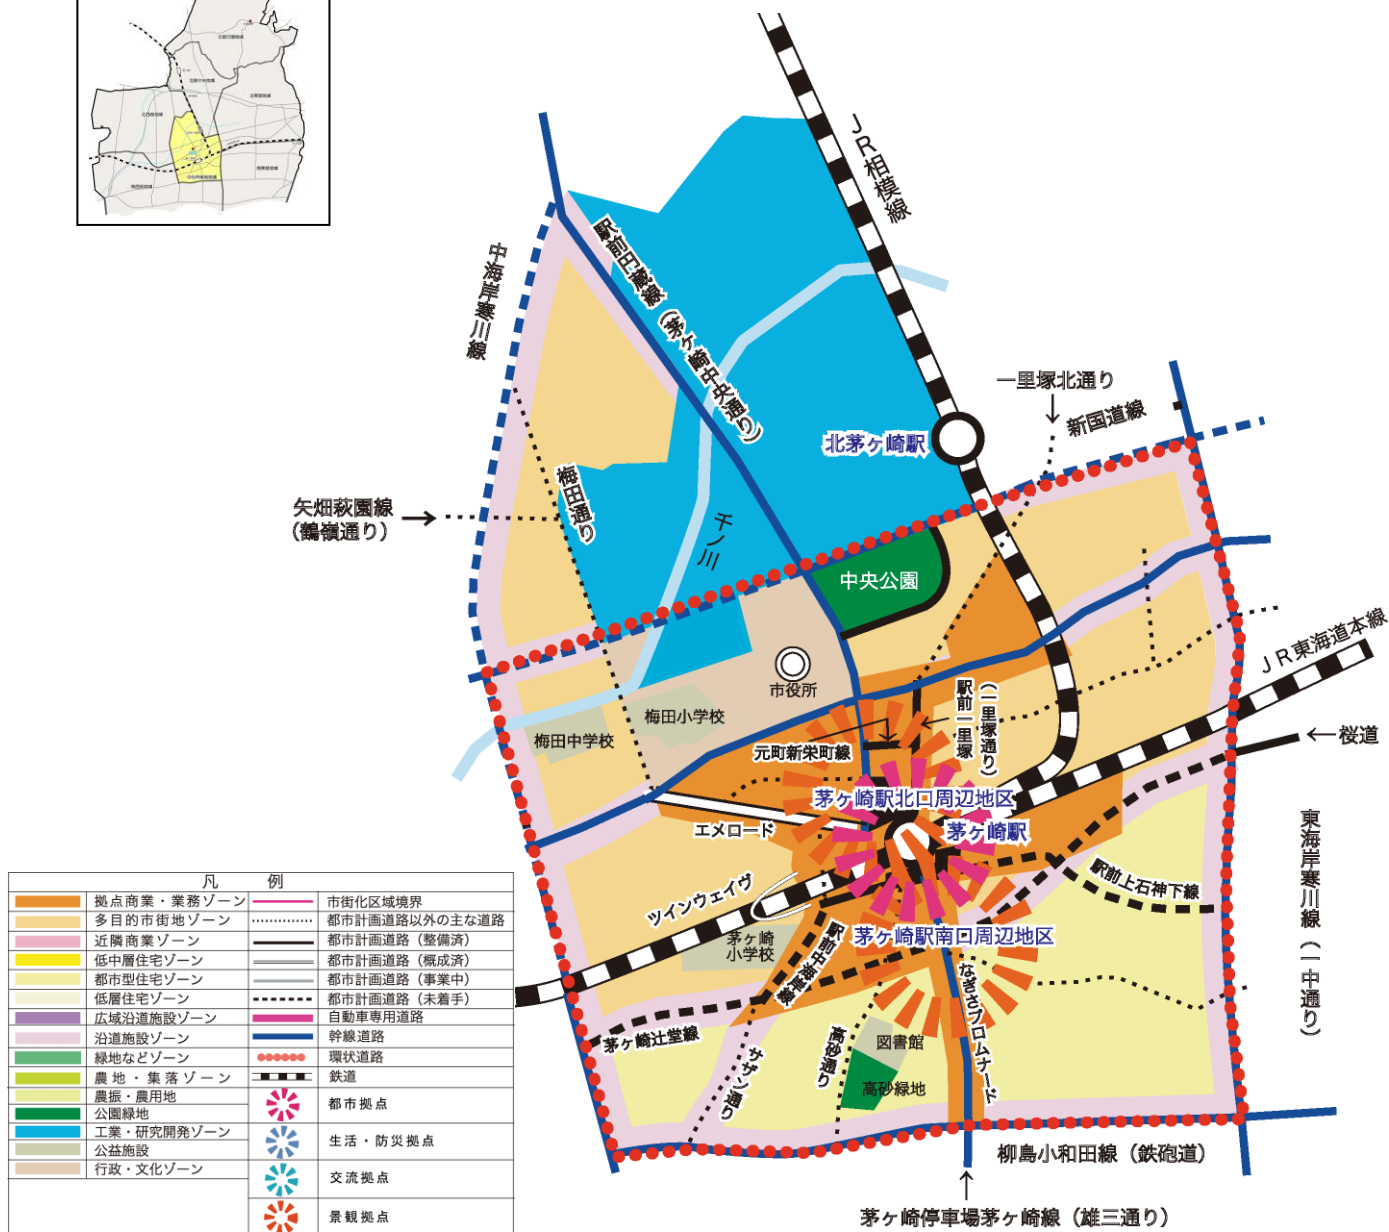 JR相模線
中海岸寒川線
駅前円蔵線（茅ヶ崎中央通り）
一里塚北通り
新国道線
北茅ヶ崎駅
矢畑萩園線
（鶴嶺通り）
梅田通り
千ノ川
中央公園
JR東海道本線
市役所
梅田小学校
梅田中学校
駅前一里塚
（一里塚通り）
元町新栄町線
桜道
茅ヶ崎駅北口周辺地区
エメロード
茅ヶ崎駅
東海岸寒川線（一中通り）
駅前上石神下線
ツインウェイヴ
茅ヶ崎
小学校
駅前中海岸線
茅ヶ崎駅南口周辺地区
なぎさプロムナード
茅ヶ崎辻堂線
サザン通り
高砂通り
図書館
高砂緑地
柳島小和田線（鉄砲道）
茅ヶ崎停車場茅ヶ崎線（雄三通り）
凡例
拠点商業・業務ゾーン
多目的市街地ゾーン
近隣商業ゾーン
低中層住宅ゾーン
都市型住宅ゾーン
低層住宅ゾーン
広域沿道施設ゾーン
沿道施設ゾーン
緑地などゾーン
農地・集落ゾーン
農振・農用地
公園緑地
工業・研究開発ゾーン
公益施設
行政・文化ゾーン
市街化区域境界
都市計画道路以外の主な道路
都市計画道路（整備済）
都市計画道路（概成済）
都市計画道路（事業中）
都市計画道路（未着手）
自動車専用道路
幹線道路
環状道路
鉄道
都市拠点
生活・防災拠点
交流拠点
景観拠点